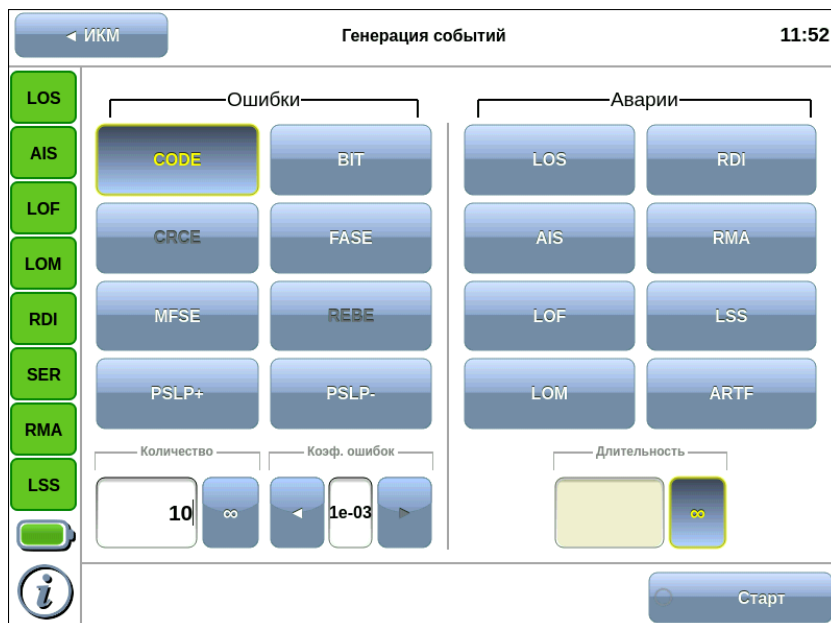 ◄ ИКМ
Генерация событий
11:52
LOS
AIS
LOF
LOM
RDI
SER
RMA
LSS
Ошибки
CODE
BIT
CRCE
FASE
MFSE
REBE
PSLP+
PSLP-
Количество
10
∞
Коэф. ошибок
◄
1e-03
►
Аварии
LOS
RDI
AIS
RMA
LOF
LSS
LOM
ARTF
Длительность
∞
i
Старт